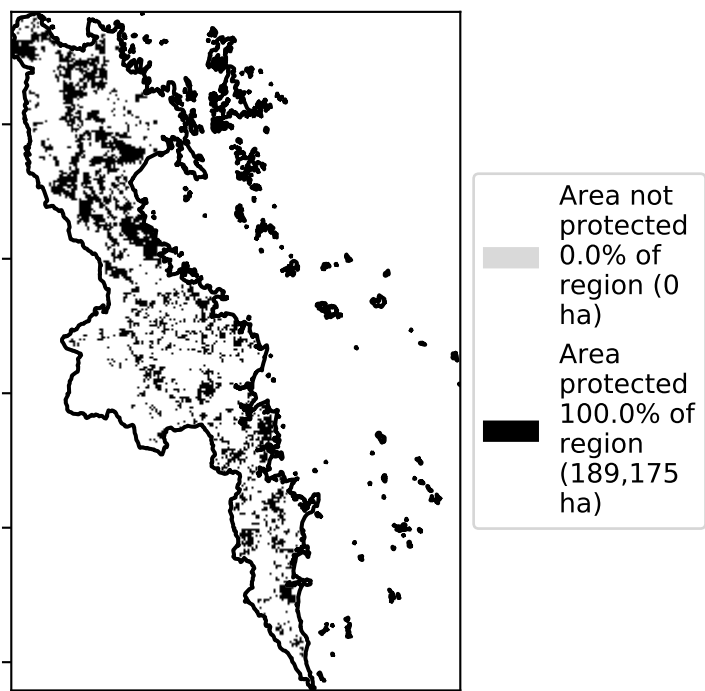 Area not
protected
0.0% of
region (0
ha)
Area
protected
100.0% of
region
(189,175
ha)